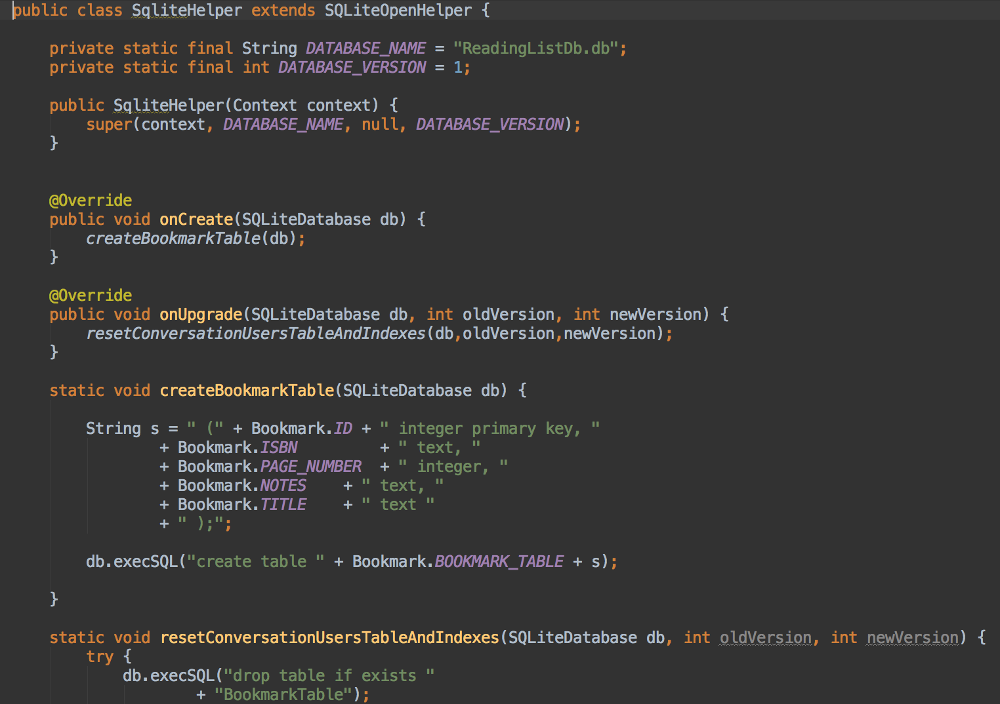 public class SqliteHelper extends SQLiteOpenHelper {
private static final String DATABASE_NAME = "ReadingListDb.db";
private static final int DATABASE_VERSION = 1;
public SqliteHelper(Context context) {
super(context, DATABASE_NAME, null, DATABASE_VERSION);
}
@Override
public void onCreate(SQLiteDatabase db) {
createBookmarkTable(db);
}
@Override
public void onUpgrade(SQLiteDatabase db, int oldVersion, int newVersion) {
resetConversationUsersTableAndIndexes(db,oldVersion,newVersion);
}
static void createBookmarkTable(SQLiteDatabase db) {
String s = " (" + Bookmark.ID + " integer primary key, "
+ Bookmark.ISBN + " text, "
+ Bookmark.PAGE_NUMBER + " integer, "
+ Bookmark.NOTES + " text, "
+ Bookmark.TITLE + " text "
+ " );";
db.execSQL("create table " + Bookmark.BOOKMARK_TABLE + s);
}
static void resetConversationUsersTableAndIndexes(SQLiteDatabase db, int oldVersion, int newVersion) {
try {
db.execSQL("drop table if exists "
+ "BookmarkTable");